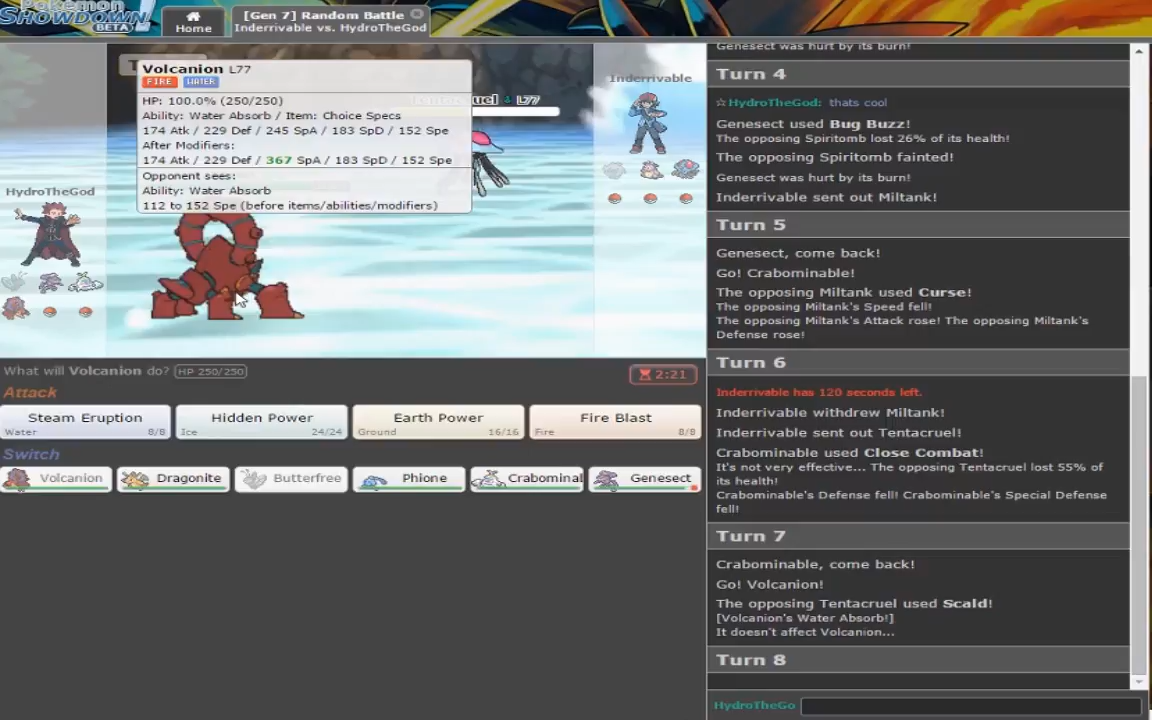 Pokémon
SHOWDOWN
BETA
Home
[Gen 7] Random Battle
Inderrivable vs. HydroTheGod
Volcanion L77
FIRE WATER
HP: 100.0% (250/250)
Ability: Water Absorb / Item: Choice Specs
174 Atk / 229 Def / 245 SpA / 183 SpD / 152 Spe
After Modifiers:
174 Atk / 229 Def / 367 SpA / 183 SpD / 152 Spe
Opponent sees:
Ability: Water Absorb
112 to 152 Spe (before items/abilities/modifiers)
L77
Inderrivable
HydroTheGod
What will Volcanion do? HP 250/250
2:21
Attack
Steam Eruption
Water 8/8
Hidden Power
Ice 24/24
Earth Power
Ground 16/16
Fire Blast
Fire 8/8
Switch
Volcanion
Dragonite
Butterfree
Phione
Crabominal
Genesect
Genesect was hurt by its burn!
Turn 4
☆HydroTheGod: thats cool
Genesect used Bug Buzz!
The opposing Spiritomb lost 26% of its health!
The opposing Spiritomb fainted!
Genesect was hurt by its burn!
Inderrivable sent out Miltank!
Turn 5
Genesect, come back!
Go! Crabominable!
The opposing Miltank used Curse!
The opposing Miltank's Speed fell!
The opposing Miltank's Attack rose! The opposing Miltank's
Defense rose!
Turn 6
Inderrivable has 120 seconds left.
Inderrivable withdrew Miltank!
Inderrivable sent out Tentacruel!
Crabominable used Close Combat!
It's not very effective... The opposing Tentacruel lost 55% of
its health!
Crabominable's Defense fell! Crabominable's Special Defense
fell!
Turn 7
Crabominable, come back!
Go! Volcanion!
The opposing Tentacruel used Scald!
[Volcanion's Water Absorb!]
It doesn't affect Volcanion...
Turn 8
HydroTheGo